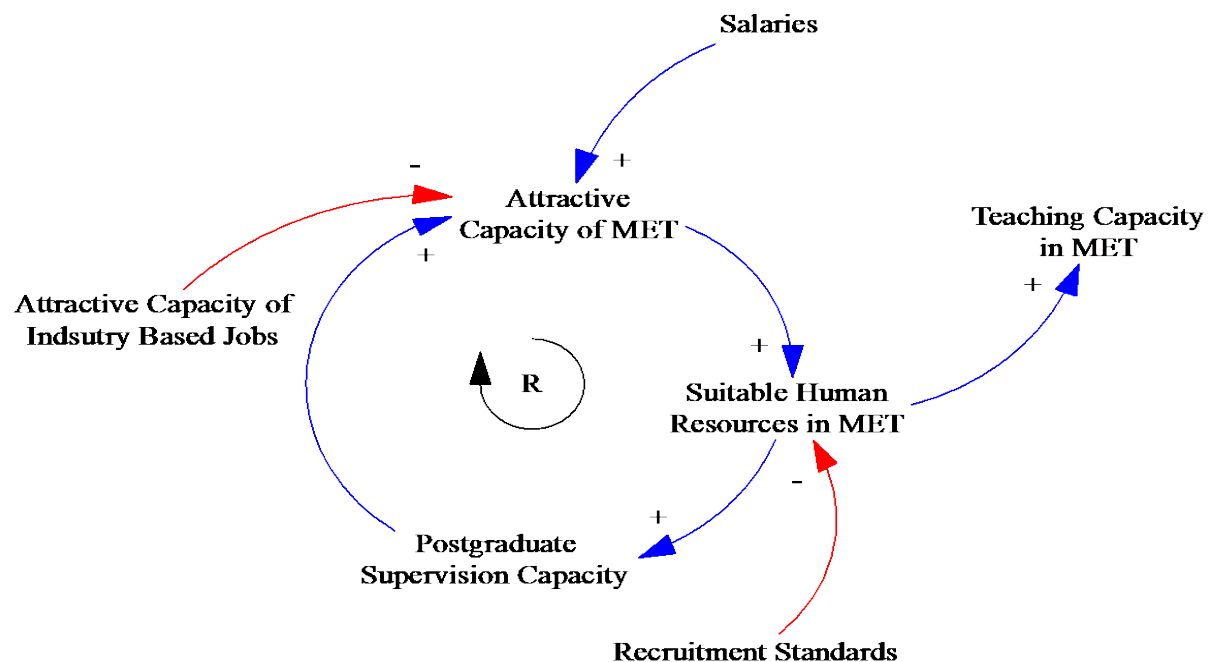 Salaries
-
+
Attractive
Capacity of MET
Teaching Capacity
in MET
+
+
Attractive Capacity of
Indsutry Based Jobs
+
R
Suitable Human
Resources in MET
-
+
Postgraduate
Supervision Capacity
Recruitment Standards